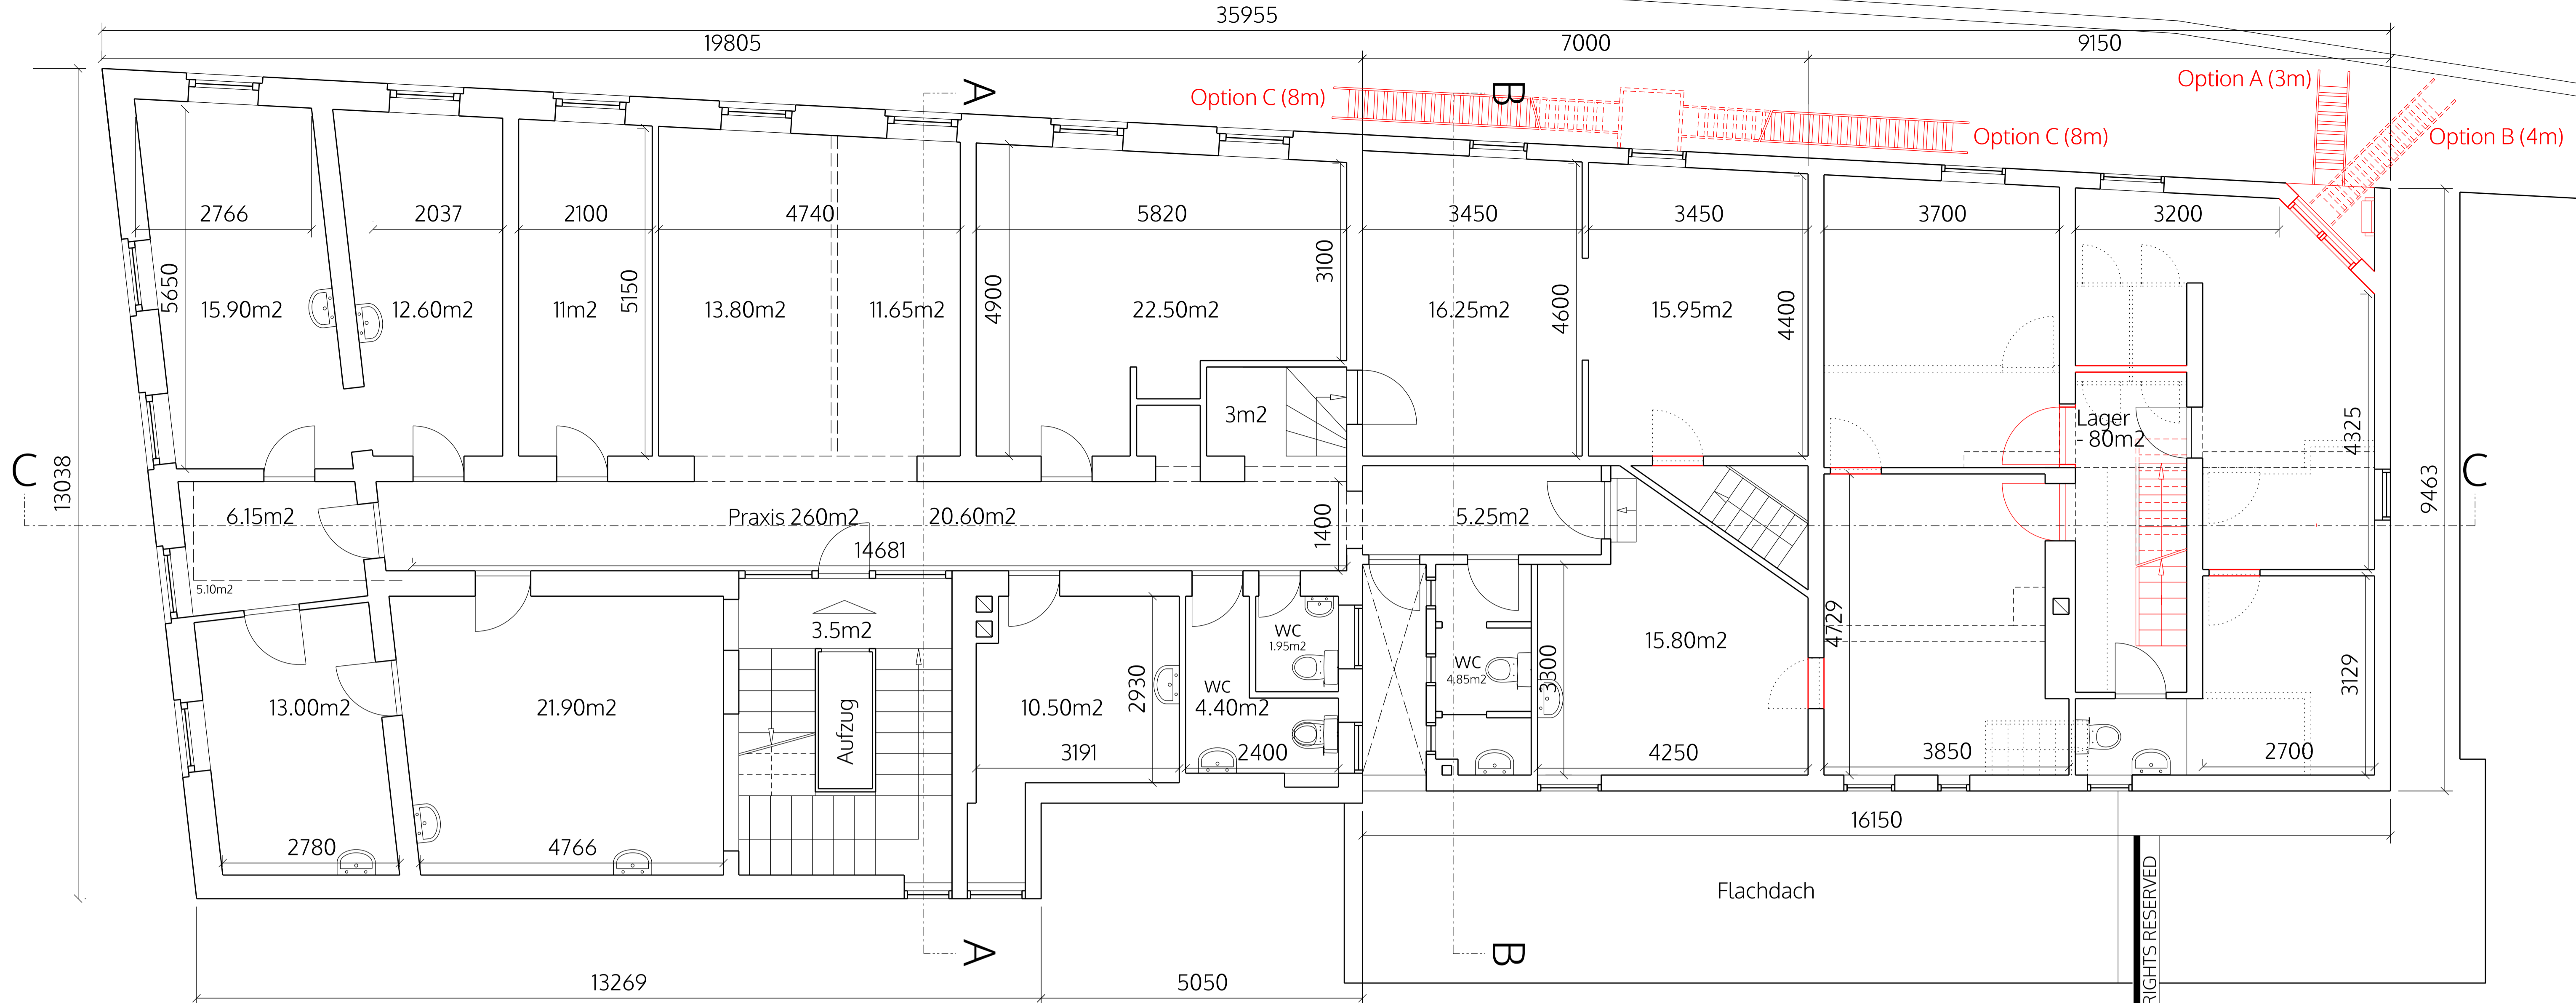 35955
19805
7000
9150
A
B
Option A (3m)
Option C (8m)
Option C (8m)
Option B (4m)
2766
2037
2100
4740
5820
3450
3450
3700
3200
5650
15.90m2
12.60m2
11m2
5150
13.80m2
11.65m2
4900
22.50m2
3100
16.25m2
4600
15.95m2
4400
3m2
Lager
- 80m2
4325
C
13038
9463
C
6.15m2
Praxis 260m2
20.60m2
1400
5.25m2
14681
5.10m2
3.5m2
WC
1.95m2
15.80m2
4729
WC
4.85m2
3300
13.00m2
21.90m2
Aufzug
10.50m2
2930
WC
4.40m2
3129
3191
2400
4250
3850
2700
2780
4766
16150
Flachdach
RIGHTS RESERVED
A
B
13269
5050